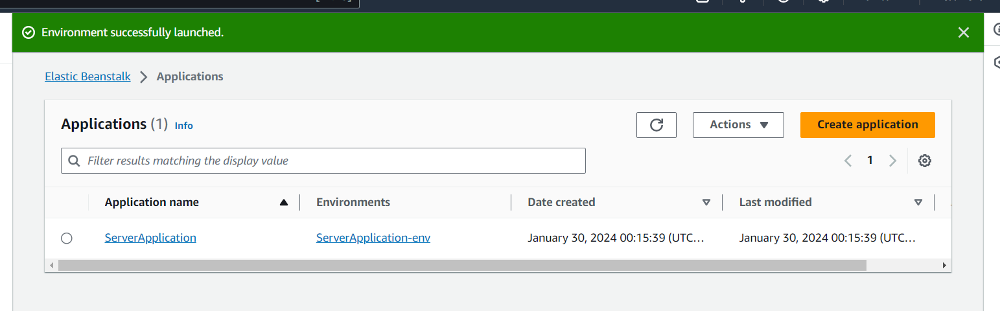 Environment successfully launched.
Elastic Beanstalk > Applications
Applications (1) Info
Actions
Create application
Filter results matching the display value
1
Application name Environments Date created Last modified
ServerApplication ServerApplication-env January 30, 2024 00:15:39 (UTC... January 30, 2024 00:15:39 (UTC...